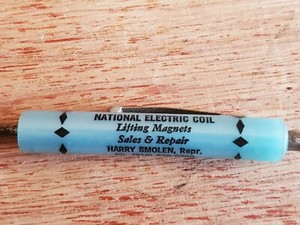 NATIONAL ELECTRIC COIL
Lifting Magnets
Sales & Repair
HARRY SMOLEN, Repr.